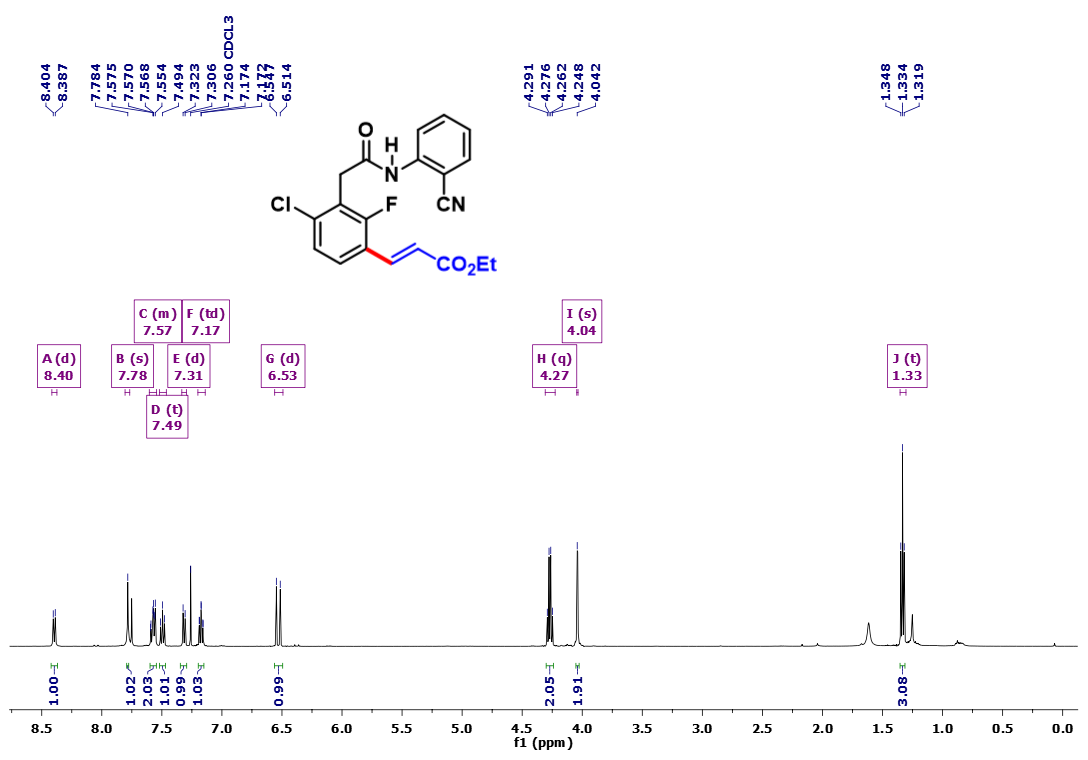 8.404
8.387
7.784
7.575
7.570
7.568
7.554
7.494
7.323
7.306
7.260 CDCL3
7.174
7.172
6.547
6.514
4.291
4.276
4.262
4.248
4.042
1.348
1.334
1.319
O
H
N
Cl
F
CN
CO2Et
C (m)
7.57
F (td)
7.17
I (s)
4.04
A (d)
8.40
B (s)
7.78
E (d)
7.31
G (d)
6.53
H (q)
4.27
J (t)
1.33
D (t)
7.49
1.00
1.02
2.03
1.01
0.99
1.03
0.99
2.05
1.91
3.08
8.5 8.0 7.5 7.0 6.5 6.0 5.5 5.0 4.5 4.0 3.5 3.0 2.5 2.0 1.5 1.0 0.5 0.0
f1 (ppm)